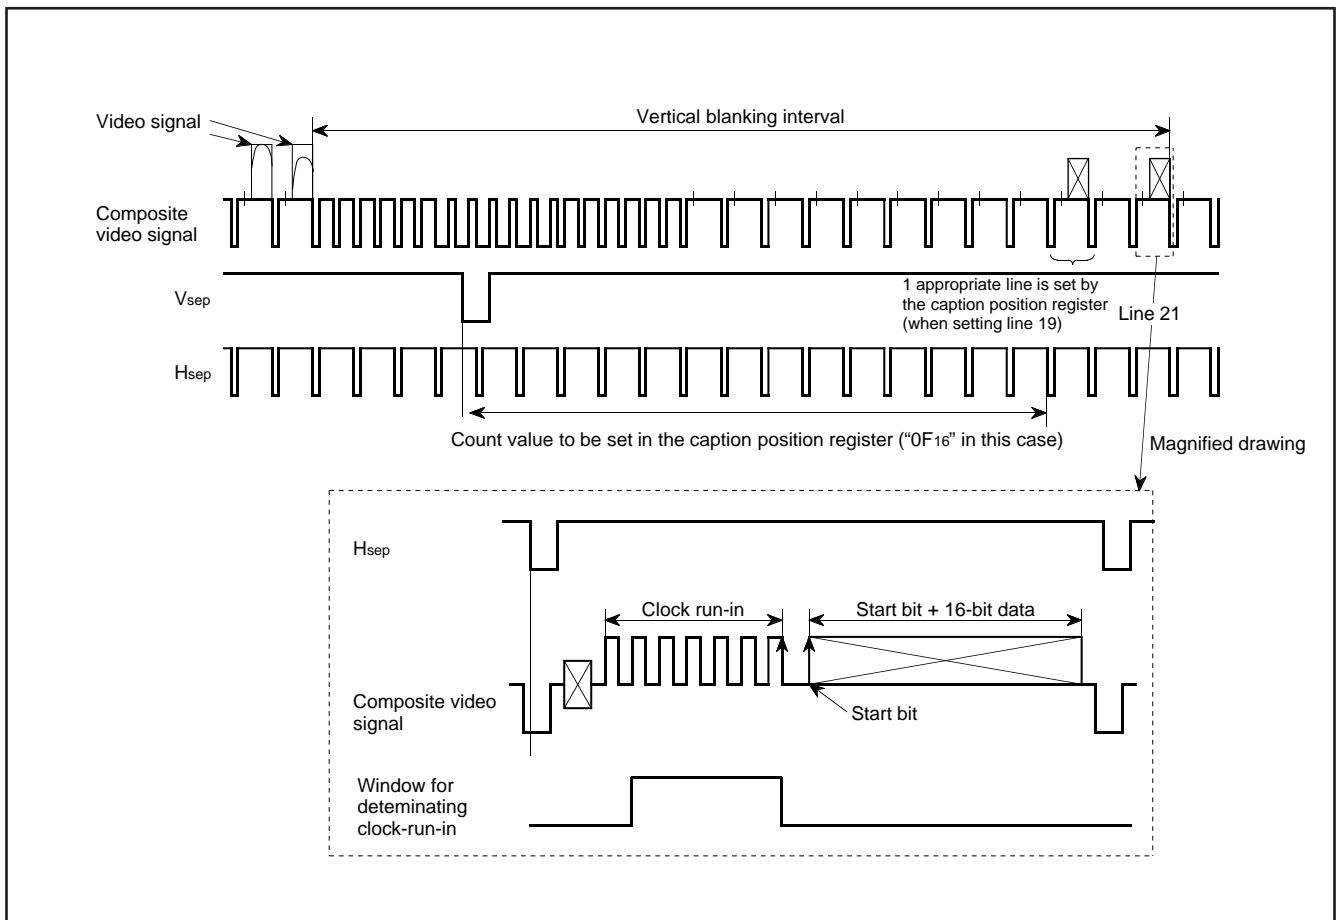 Video signal
Vertical blanking interval
Composite
video signal
Vsep
1 appropriate line is set by
the caption position register
(when setting line 19)
Line 21
Hsep
Count value to be set in the caption position register (“0F16” in this case)
Magnified drawing
Hsep
Clock run-in
Start bit + 16-bit data
Composite video
signal
Start bit
Window for
deteminating
clock-run-in